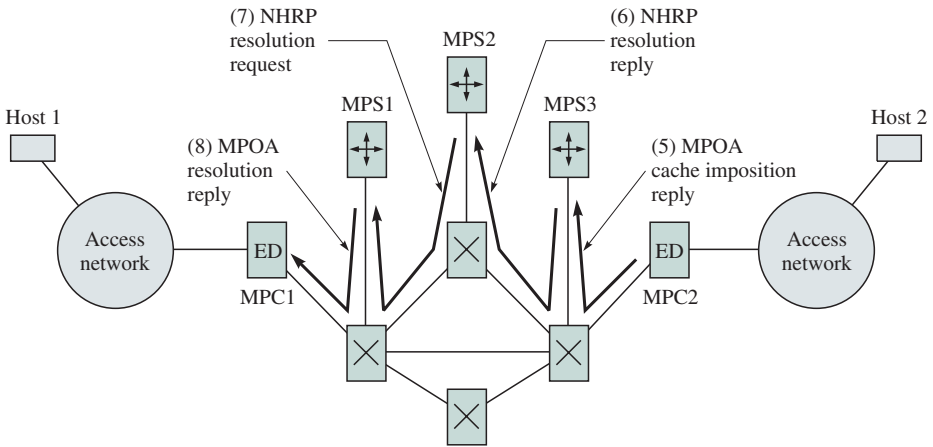 (7) NHRP
resolution
request
MPS2
(6) NHRP
resolution
reply
MPS1
MPS3
Host 1
Host 2
(8) MPOA
resolution
reply
(5) MPOA
cache imposition
reply
Access
network
ED
ED
Access
network
MPC1
MPC2